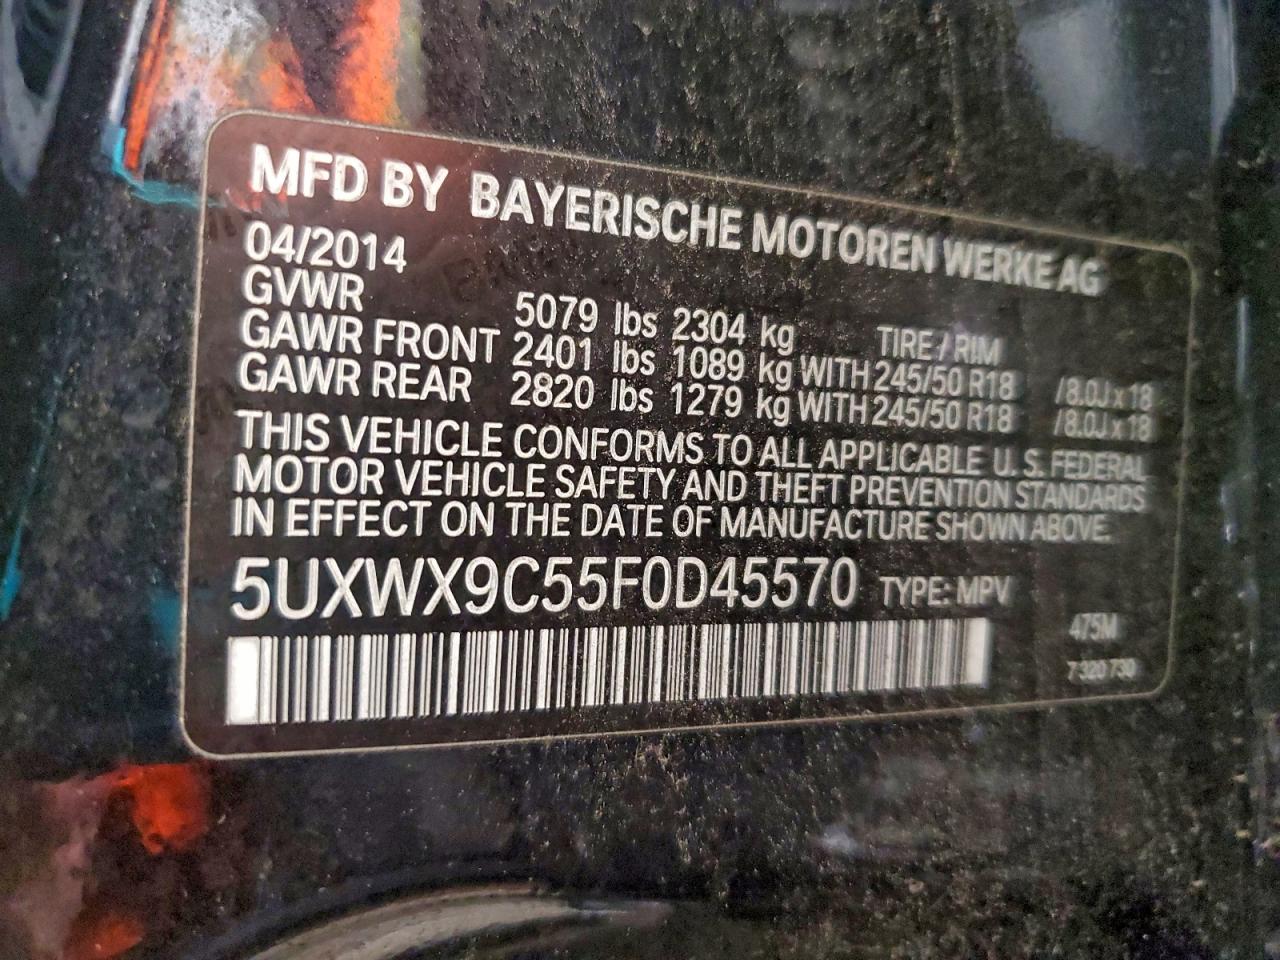 MFD BY BAYERISCHE MOTOREN WERKE AG
04/2014
GVWR 5079 lbs 2304 kg TIRE / RIM
GAWR FRONT 2401 lbs 1089 kg WITH 245/50 R18 /8.0J x 18
GAWR REAR 2820 lbs 1279 kg WITH 245/50 R18 /8.0J x 18
THIS VEHICLE CONFORMS TO ALL APPLICABLE U.S. FEDERAL
MOTOR VEHICLE SAFETY AND THEFT PREVENTION STANDARDS
IN EFFECT ON THE DATE OF MANUFACTURE SHOWN ABOVE.
5UXWX9C55F0D45570 TYPE: MPV
475M
7 320 730